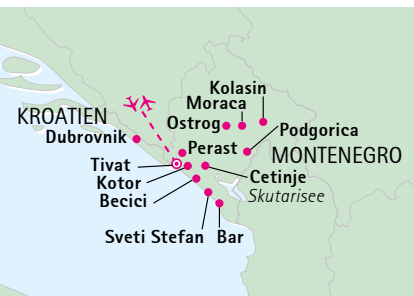 Kolasin
Moraca
KROATIEN
Ostrog
Podgorica
Dubrovnik
Perast
MONTENEGRO
Tivat
Cetinje
Kotor
Skutarisee
Becici
Sveti Stefan
Bar